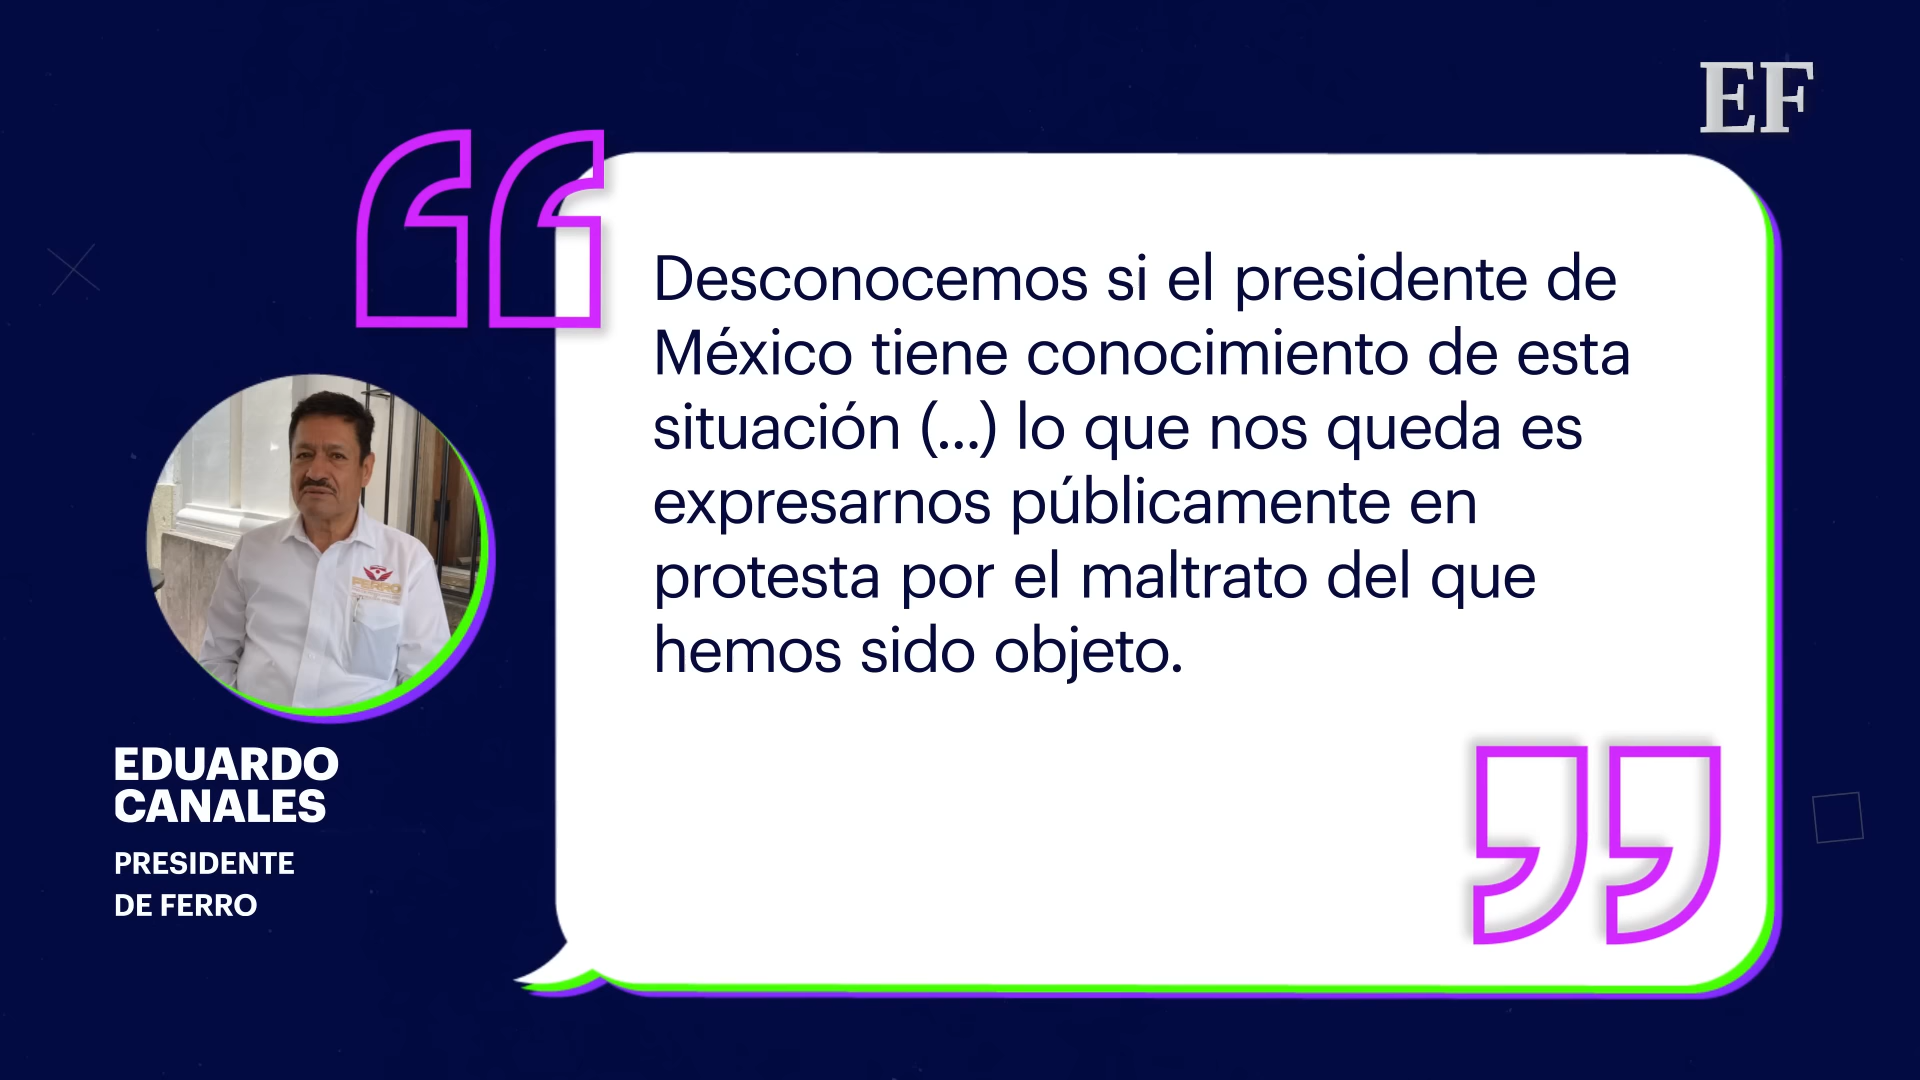 EF
Desconocemos si el presidente de
México tiene conocimiento de esta
situación (...) lo que nos queda es
expresarnos públicamente en
protesta por el maltrato del que
hemos sido objeto.
FERRO
EDUARDO
CANALES
PRESIDENTE
DE FERRO